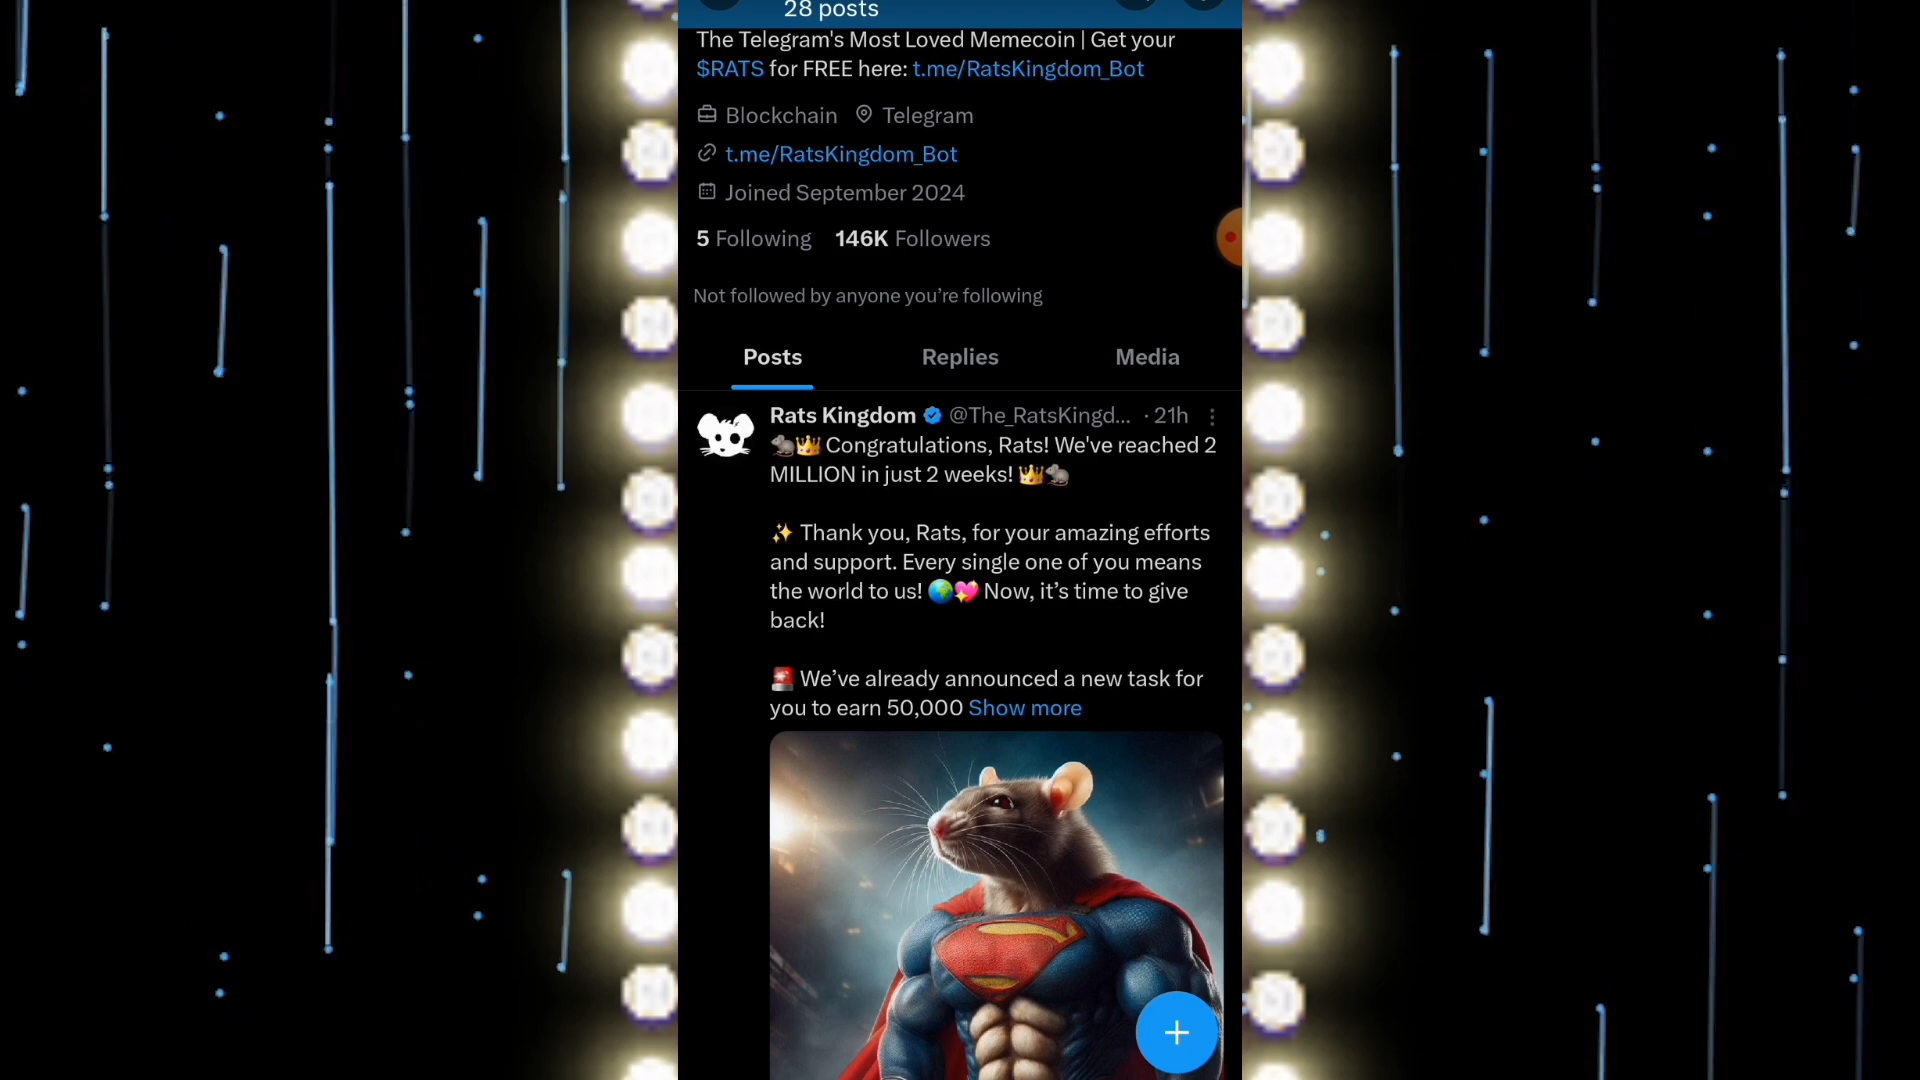 28 posts
The Telegram's Most Loved Memecoin | Get your
$RATS for FREE here: t.me/RatsKingdom_Bot
Blockchain Telegram
t.me/RatsKingdom_Bot
Joined September 2024
5 Following 146K Followers
Not followed by anyone you're following
Posts Replies Media
Rats Kingdom @The_RatsKingd... · 21h
🐀👑 Congratulations, Rats! We've reached 2
MILLION in just 2 weeks! 👑🐀
✨ Thank you, Rats, for your amazing efforts
and support. Every single one of you means
the world to us! 🌍💖 Now, it's time to give
back!
🚨 We've already announced a new task for
you to earn 50,000 Show more